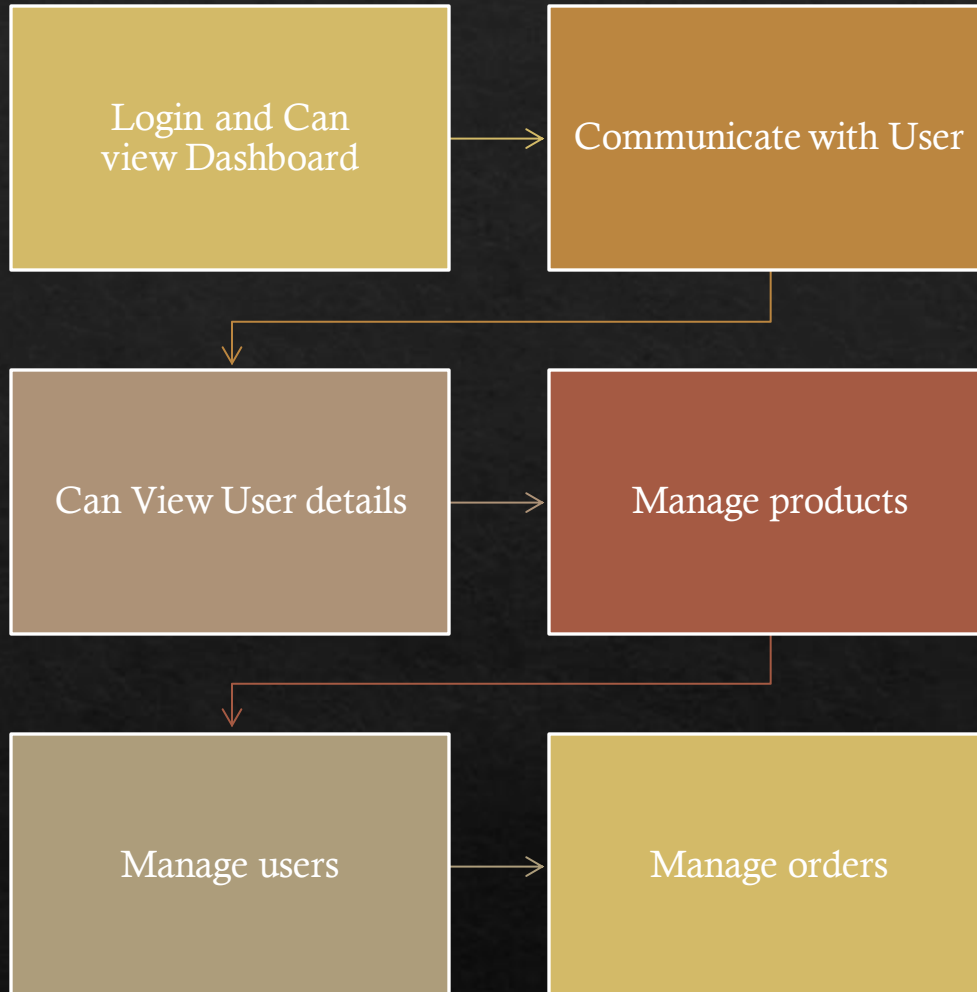 Login and Can
view Dashboard
Communicate with User
Can View User details
Manage products
Manage users
Manage orders